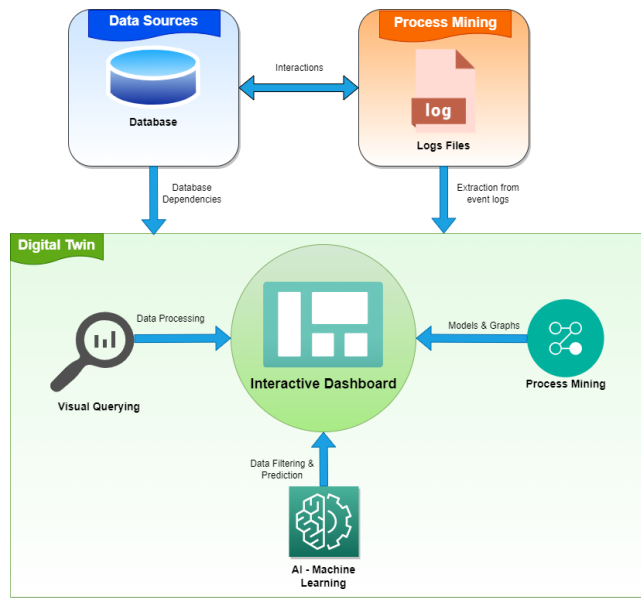 Data Sources
Process Mining
Interactions
log
Database
Logs Files
Database
Dependencies
Extraction from
event logs
Digital Twin
Data Processing
Models & Graphs
Interactive Dashboard
Visual Querying
Process Mining
Data Filtering &
Prediction
AI - Machine
Learning